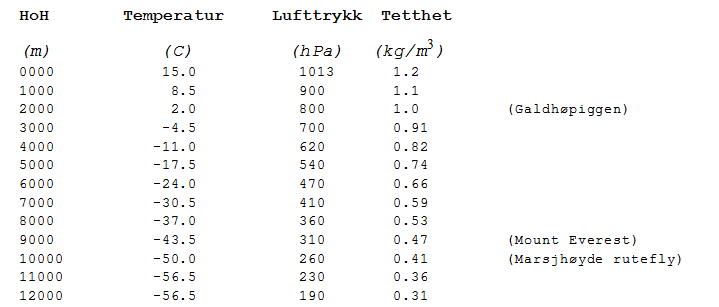 HoH Temperatur Lufttrykk Tetthet
(m) (C) (hPa) (kg/m³)
0000 15.0 1013 1.2
1000 8.5 900 1.1
2000 2.0 800 1.0 (Galdhøpiggen)
3000 -4.5 700 0.91
4000 -11.0 620 0.82
5000 -17.5 540 0.74
6000 -24.0 470 0.66
7000 -30.5 410 0.59
8000 -37.0 360 0.53
9000 -43.5 310 0.47 (Mount Everest)
10000 -50.0 260 0.41 (Marsjhøyde rutefly)
11000 -56.5 230 0.36
12000 -56.5 190 0.31